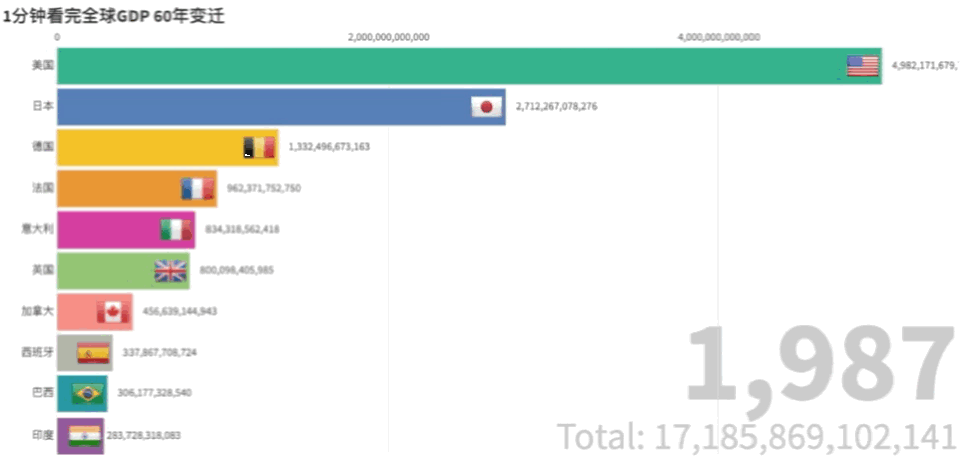 1分钟看完全球GDP 60年变迁
0 2,000,000,000,000 4,000,000,000,000
美国 4,982,171,679,
日本 2,712,267,078,276
德国 1,332,496,673,163
法国 962,371,752,750
意大利 834,318,562,418
英国 800,098,405,985
加拿大 456,639,144,943
西班牙 337,867,708,724
巴西 306,177,328,540
印度 283,728,318,083
1,987
Total: 17,185,869,102,141